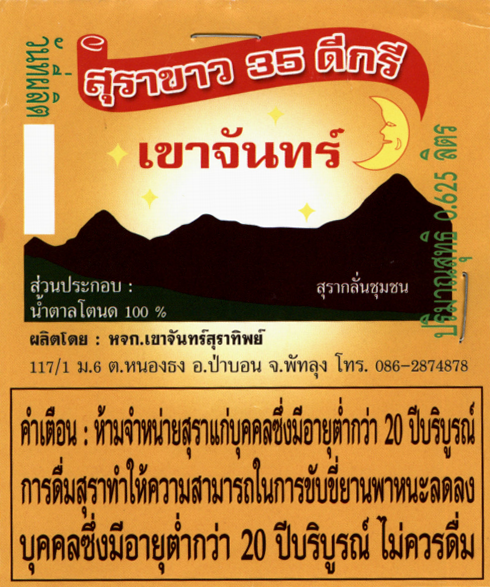 วันที่ผลิต
สุราขาว 35 ดีกรี
เขาจันทร์
ปริมาณสุทธิ 0.625 ลิตร
ส่วนประกอบ :
น้ำตาลโตนด 100 %
สุรากลั่นชุมชน
ผลิตโดย : หจก.เขาจันทร์สุราทิพย์
117/1 ม.6 ต.หนองธง อ.ป่าบอน จ.พัทลุง โทร. 086-2874878
คำเตือน : ห้ามจำหน่ายสุราแก่บุคคลซึ่งมีอายุต่ำกว่า 20 ปีบริบูรณ์
การดื่มสุราทำให้ความสามารถในการขับขี่ยานพาหนะลดลง
บุคคลซึ่งมีอายุต่ำกว่า 20 ปีบริบูรณ์ ไม่ควรดื่ม